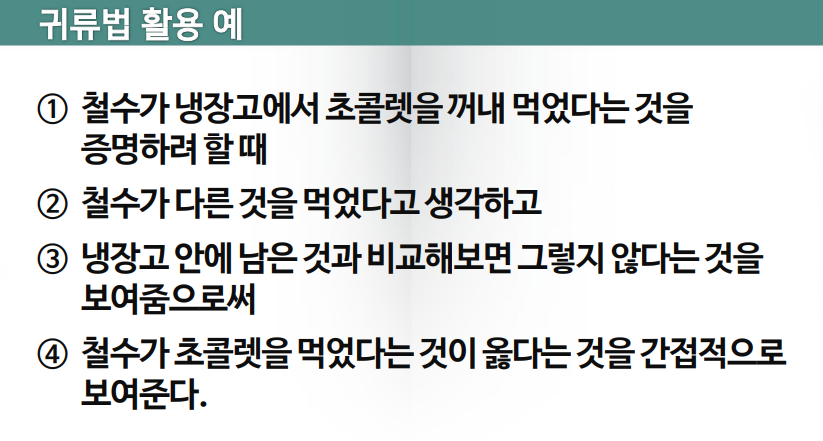 귀류법 활용 예
① 철수가 냉장고에서 초콜렛을 꺼내 먹었다는 것을
증명하려 할 때
② 철수가 다른 것을 먹었다고 생각하고
③ 냉장고 안에 남은 것과 비교해보면 그렇지 않다는 것을
보여줌으로써
④ 철수가 초콜렛을 먹었다는 것이 옳다는 것을 간접적으로
보여준다.